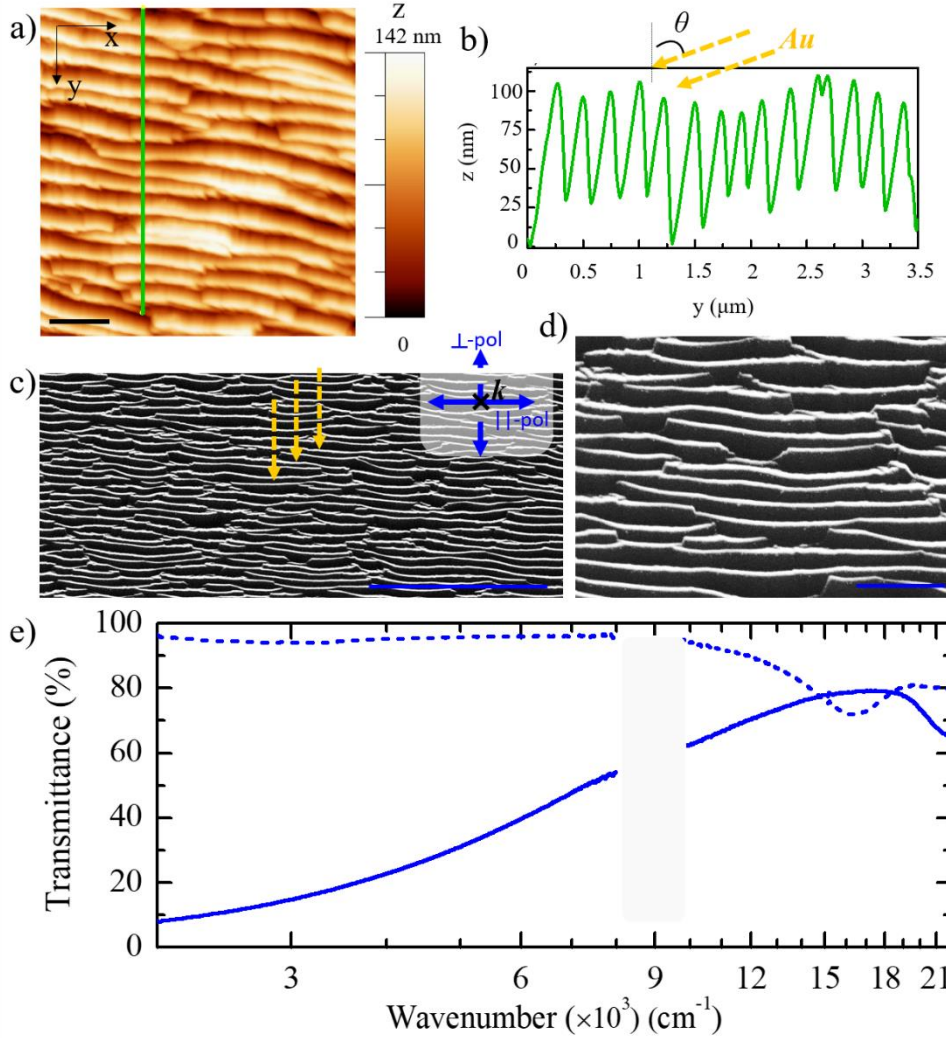 a)
x
y
Z
142 nm
0
b)
θ
Au
z (nm)
100
75
50
25
0
0 0.5 1 1.5 2 2.5 3 3.5
y (μm)
c)
⊥-pol
k
||-pol
d)
e)
Transmittance (%)
100
80
60
40
20
0
3 6 9 12 15 18 21
Wavenumber (×10³) (cm⁻¹)